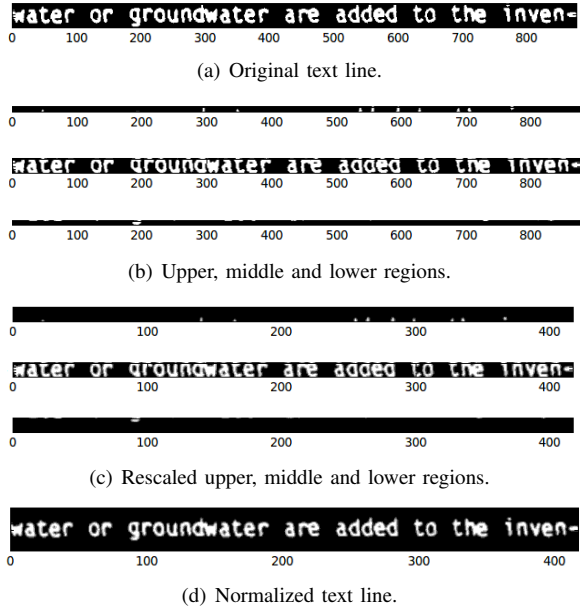 water or groundwater are added to the inven-
0 100 200 300 400 500 600 700 800
(a) Original text line.
0 100 200 300 400 500 600 700 800
water or groundwater are added to the inven-
0 100 200 300 400 500 600 700 800
0 100 200 300 400 500 600 700 800
(b) Upper, middle and lower regions.
0 100 200 300 400
water or groundwater are added to the inven-
0 100 200 300 400
0 100 200 300 400
(c) Rescaled upper, middle and lower regions.
water or groundwater are added to the inven-
0 100 200 300 400
(d) Normalized text line.